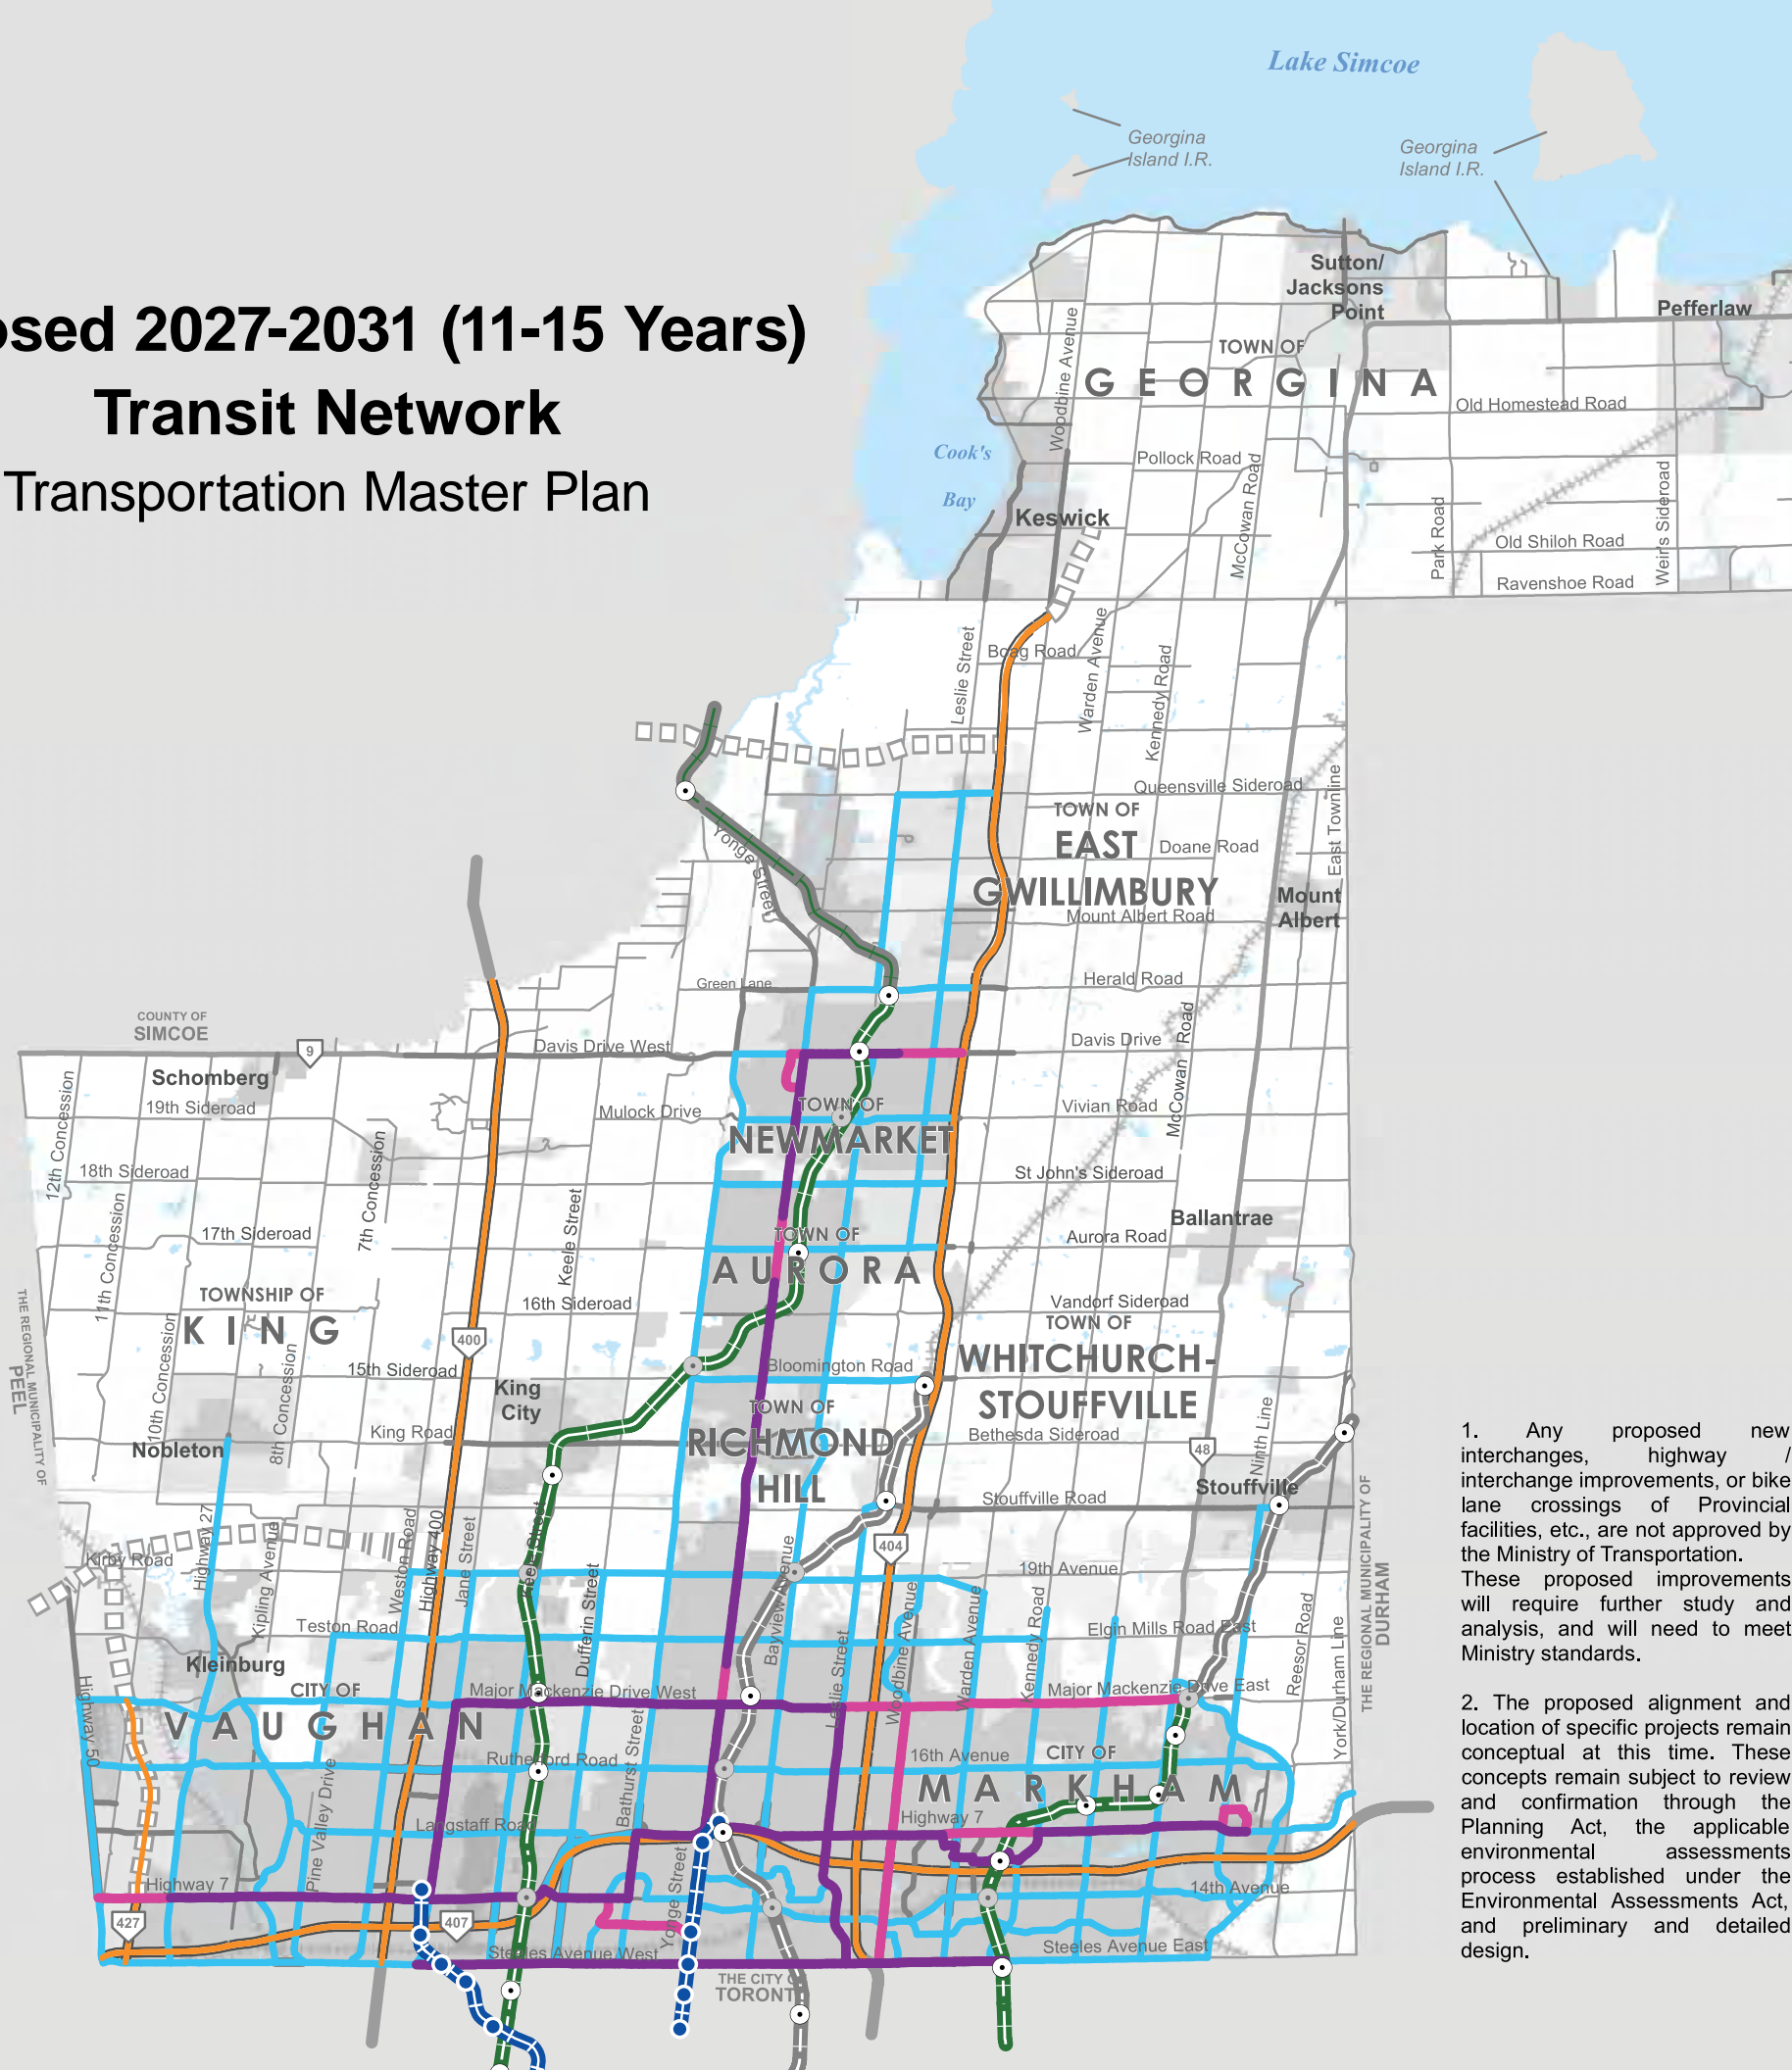 Lake Simcoe
Georgina
Island I.R.
Georgina
Island I.R.
Sutton/
Jacksons
Point
Pefferlaw
osed 2027-2031 (11-15 Years)
Transit Network
Transportation Master Plan
TOWN OF
GEORGINA
Woodbine Avenue
Old Homestead Road
Cook's
Bay
Pollock Road
McCowan Road
Keswick
Park Road
Old Shiloh Road
Weir's Sideroad
Ravenshoe Road
Leslie Street
Boag Road
Warden Avenue
Kennedy Road
Queensville Sideroad
East Townline
TOWN OF
EAST
GWILLIMBURY
Doane Road
Yonge Street
Mount
Albert
Mount Albert Road
Green Lane
Herald Road
COUNTY OF
SIMCOE
9
Davis Drive West
Davis Drive
McCowan Road
Schomberg
12th Concession
19th Sideroad
Mulock Drive
TOWN OF
NEWMARKET
Vivian Road
18th Sideroad
7th Concession
St John's Sideroad
11th Concession
17th Sideroad
Keele Street
Ballantrae
TOWN OF
AURORA
Aurora Road
THE REGIONAL MUNICIPALITY OF
PEEL
TOWNSHIP OF
KING
16th Sideroad
Vandorf Sideroad
TOWN OF
WHITCHURCH-
STOUFFVILLE
10th Concession
8th Concession
15th Sideroad
400
Bloomington Road
King
City
TOWN OF
RICHMOND
HILL
Nobleton
King Road
Bethesda Sideroad
48
Ninth Line
Stouffville
Stouffville Road
Highway 27
Kirby Road
Kipling Avenue
Weston Road
Highway 400
Jane Street
Keele Street
Dufferin Street
Bayview Avenue
404
19th Avenue
THE REGIONAL MUNICIPALITY OF
DURHAM
Teston Road
Leslie Street
Woodbine Avenue
Warden Avenue
Kennedy Road
Elgin Mills Road East
Reesor Road
York/Durham Line
Kleinburg
Highway 50
CITY OF
VAUGHAN
Major Mackenzie Drive West
Major Mackenzie Drive East
Rutherford Road
Bathurst Street
16th Avenue
CITY OF
MARKHAM
Pine Valley Drive
Langstaff Road
Highway 7
Highway 7
Yonge Street
14th Avenue
427
407
Steeles Avenue West
Steeles Avenue East
THE CITY OF
TORONTO
1. Any proposed new
interchanges, highway /
interchange improvements, or bike
lane crossings of Provincial
facilities, etc., are not approved by
the Ministry of Transportation.
These proposed improvements
will require further study and
analysis, and will need to meet
Ministry standards.
2. The proposed alignment and
location of specific projects remain
conceptual at this time. These
concepts remain subject to review
and confirmation through the
Planning Act, the applicable
environmental assessments
process established under the
Environmental Assessments Act,
and preliminary and detailed
design.